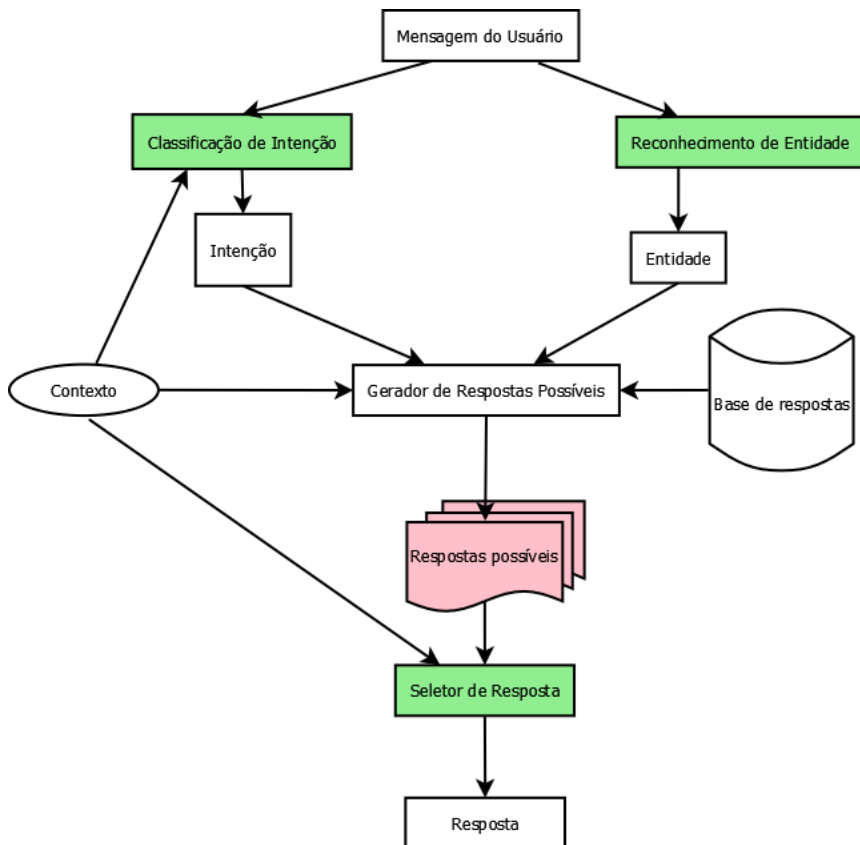 Mensagem do Usuário
Classificação de Intenção
Reconhecimento de Entidade
Intenção
Entidade
Contexto
Gerador de Respostas Possíveis
Base de respostas
Respostas possíveis
Seletor de Resposta
Resposta